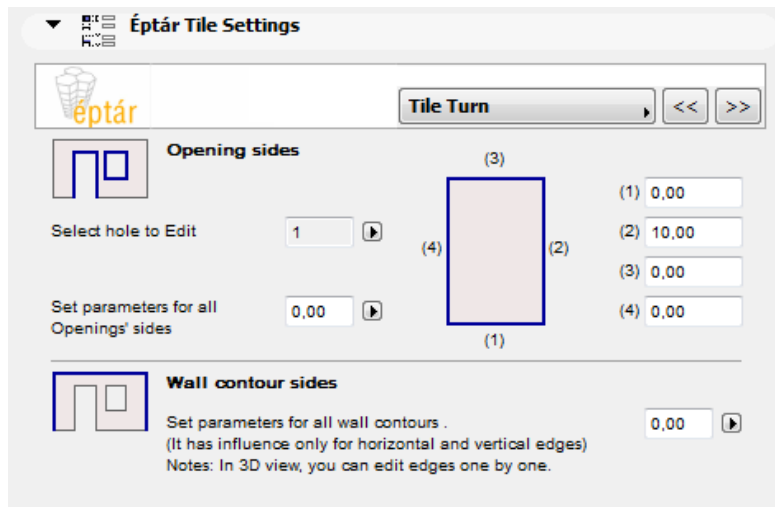 Éptár Tile Settings
éptár
Tile Turn
<<
>>
Opening sides
(3)
(1) 0,00
Select hole to Edit 1
(2) 10,00
(4)
(2)
(3) 0,00
Set parameters for all
Openings' sides
0,00
(4) 0,00
(1)
Wall contour sides
Set parameters for all wall contours .
0,00
(It has influence only for horizontal and vertical edges)
Notes: In 3D view, you can edit edges one by one.